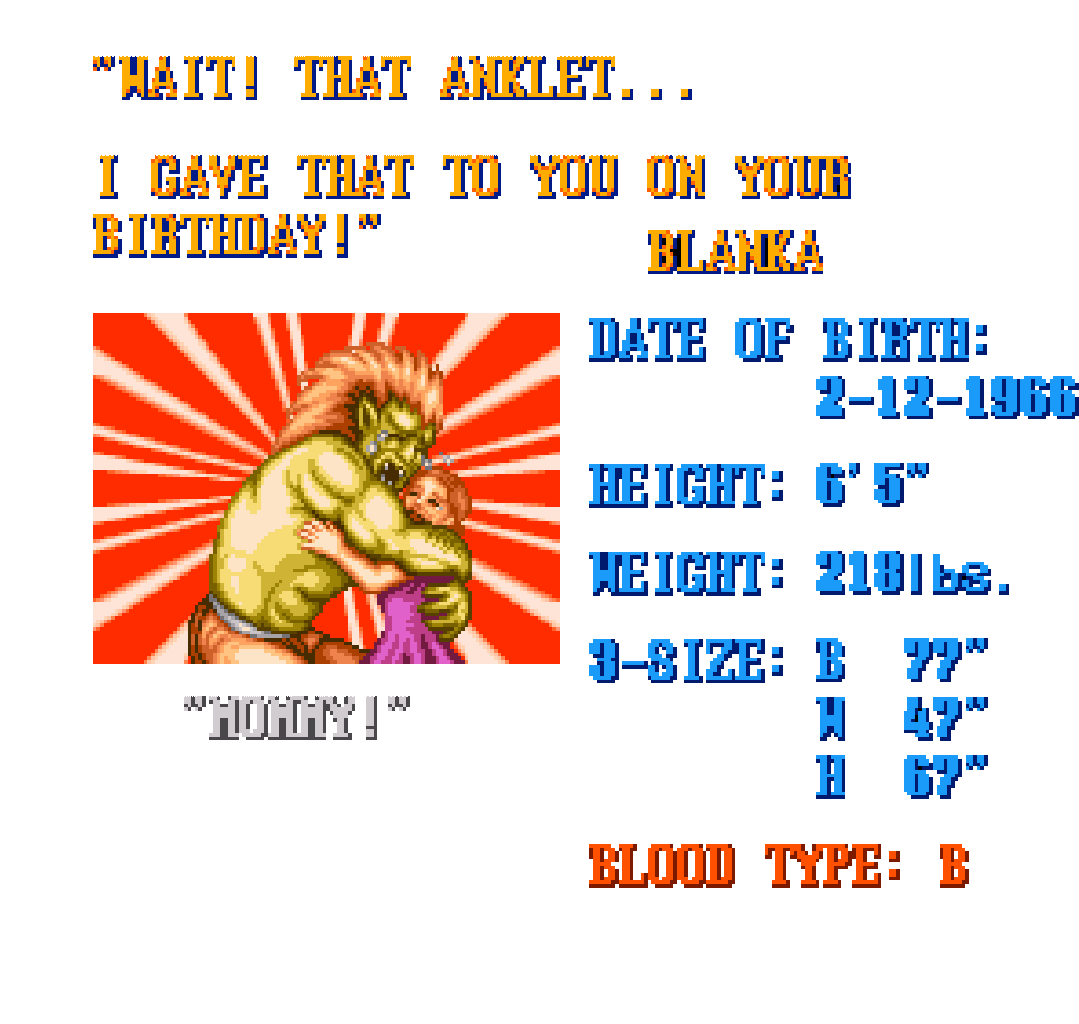 "WAIT! THAT ANKLET...
I GAVE THAT TO YOU ON YOUR
BIRTHDAY!"
BLANKA
DATE OF BIRTH:
2-12-1966
HEIGHT: 6'5"
WEIGHT: 218lbs.
3-SIZE: B 77"
W 47"
H 67"
"MOMMY!"
BLOOD TYPE: B